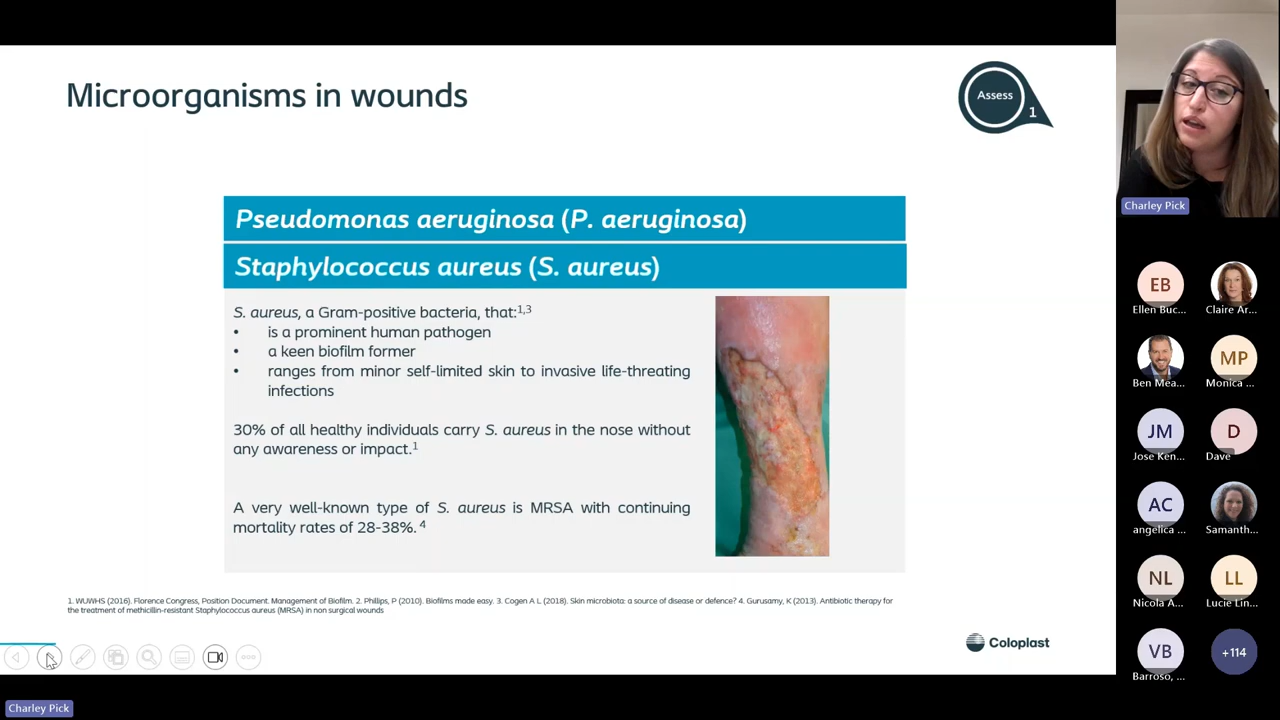 Microorganisms in wounds
Assess
1
Pseudomonas aeruginosa (P. aeruginosa)
Staphylococcus aureus (S. aureus)
S. aureus, a Gram-positive bacteria, that:1,3
• is a prominent human pathogen
• a keen biofilm former
• ranges from minor self-limited skin to invasive life-threating
infections
30% of all healthy individuals carry S. aureus in the nose without
any awareness or impact.1
A very well-known type of S. aureus is MRSA with continuing
mortality rates of 28-38%. 4
1. WUWHS (2016). Florence Congress, Position Document. Management of Biofilm. 2. Phillips, P (2010). Biofilms made easy. 3. Cogen A L (2018). Skin microbiota: a source of disease or defence? 4. Gurusamy, K (2013). Antibiotic therapy for
the treatment of methicillin-resistant Staphylococcus aureus (MRSA) in non surgical wounds
Coloplast
Charley Pick
Charley Pick
EB
Ellen Buc...
Claire Ar...
Ben Mea...
MP
Monica ...
JM
Jose Ken...
D
Dave
AC
angelica ...
Samanth...
NL
Nicola A...
LL
Lucie Lin...
VB
Barroso, ...
+114